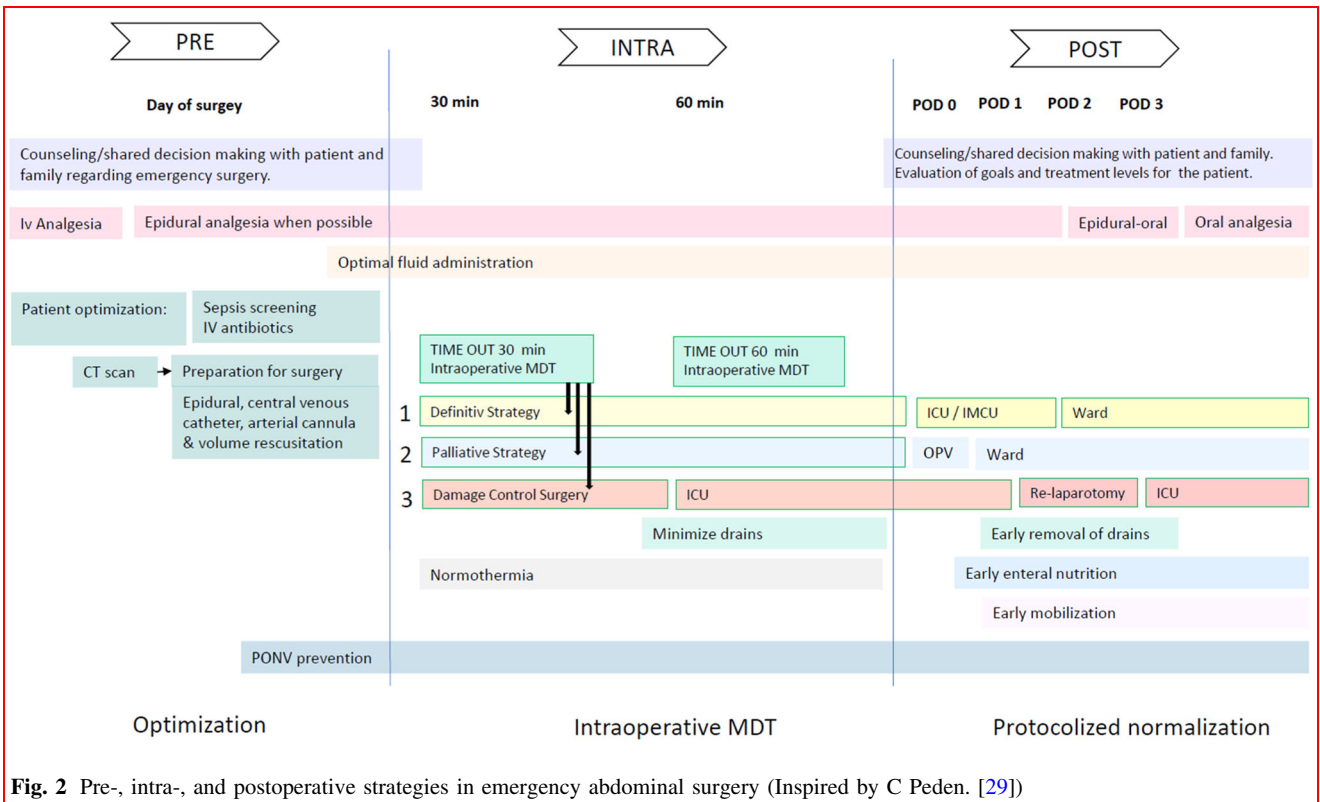 PRE
INTRA
POST
Day of surgey
30 min
60 min
POD 0
POD 1
POD 2
POD 3
Counseling/shared decision making with patient and
family regarding emergency surgery.
Counseling/shared decision making with patient and family.
Evaluation of goals and treatment levels for the patient.
Iv Analgesia
Epidural analgesia when possible
Epidural-oral
Oral analgesia
Optimal fluid administration
Patient optimization:
Sepsis screening
IV antibiotics
CT scan
Preparation for surgery
Epidural, central venous
catheter, arterial cannula
& volume rescusitation
TIME OUT 30 min
Intraoperative MDT
TIME OUT 60 min
Intraoperative MDT
1
Definitiv Strategy
ICU / IMCU
Ward
2
Palliative Strategy
OPV
Ward
3
Damage Control Surgery
ICU
Re-laparotomy
ICU
Minimize drains
Early removal of drains
Normothermia
Early enteral nutrition
Early mobilization
PONV prevention
Optimization
Intraoperative MDT
Protocolized normalization
Fig. 2 Pre-, intra-, and postoperative strategies in emergency abdominal surgery (Inspired by C Peden. [29])